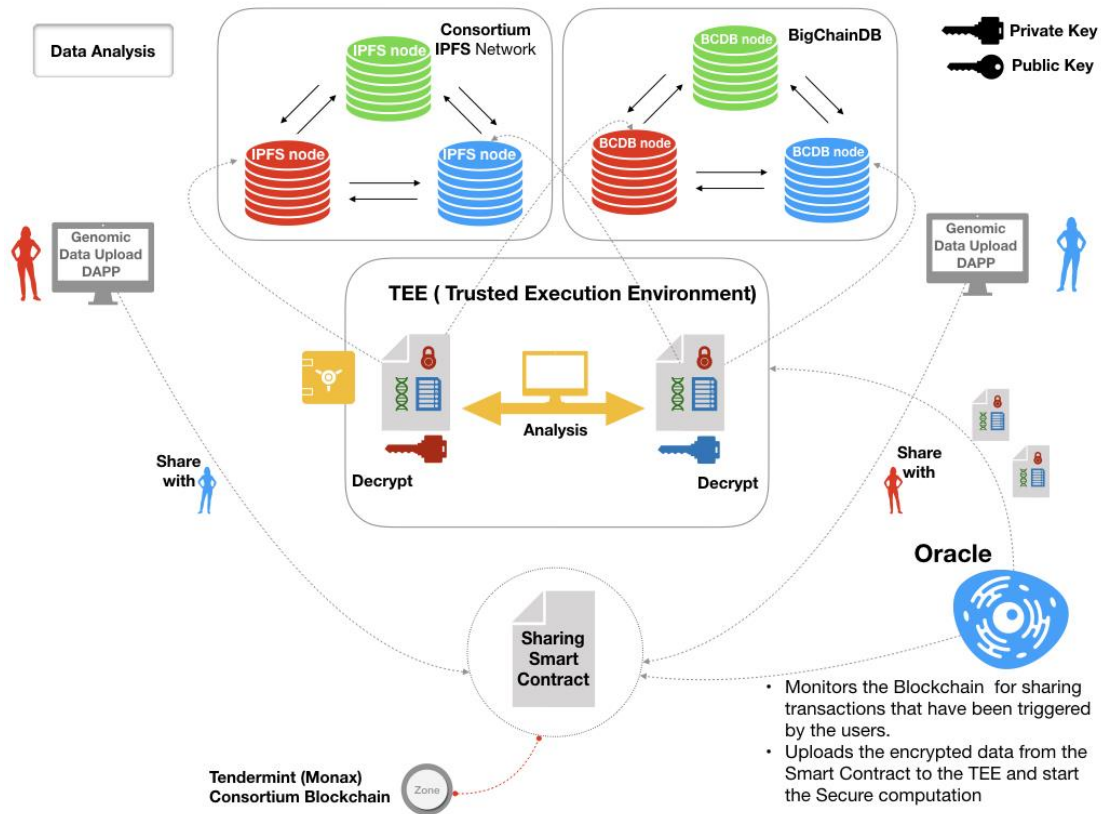 Data Analysis
Consortium
IPFS Network
IPFS node
IPFS node
IPFS node
BigChainDB
BCDB node
BCDB node
BCDB node
Private Key
Public Key
Genomic
Data Upload
DAPP
Genomic
Data Upload
DAPP
TEE ( Trusted Execution Environment)
Analysis
Decrypt
Decrypt
Share
with
Share
with
Oracle
Sharing
Smart
Contract
• Monitors the Blockchain for sharing
transactions that have been triggered
by the users.
• Uploads the encrypted data from the
Smart Contract to the TEE and start
the Secure computation
Tendermint (Monax)
Consortium Blockchain
Zone